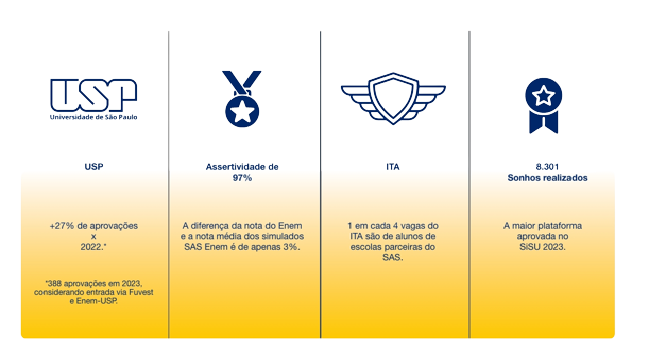 USP
Universidade de São Paulo
USP
+27% de aprovações
x
2022.*
*388 aprovações em 2023,
considerando entrada via Fuvest
e Enem-USP.
Assertividade de
97%
A diferença da nota do Enem
e a nota média dos simulados
SAS Enem é de apenas 3%.
ITA
1 em cada 4 vagas do
ITA são de alunos de
escolas parceiras do
SAS.
8.301
Sonhos realizados
A maior plataforma
aprovada no
SiSU 2023.